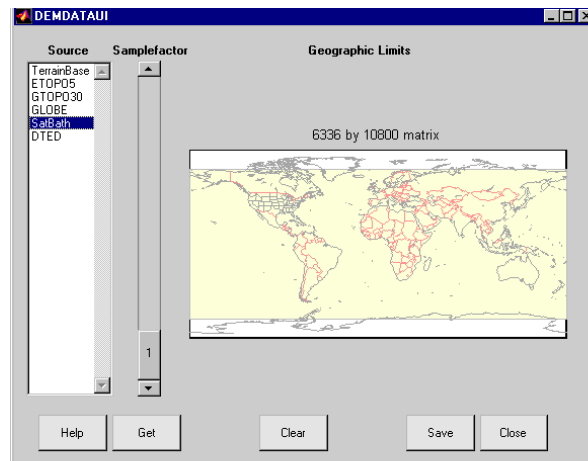 DEMDATAUI
Source Samplefactor Geographic Limits
TerrainBase
ETOPO5
GTOPO30
GLOBE
SatBath
DTED
6336 by 10800 matrix
1
Help Get Clear Save Close